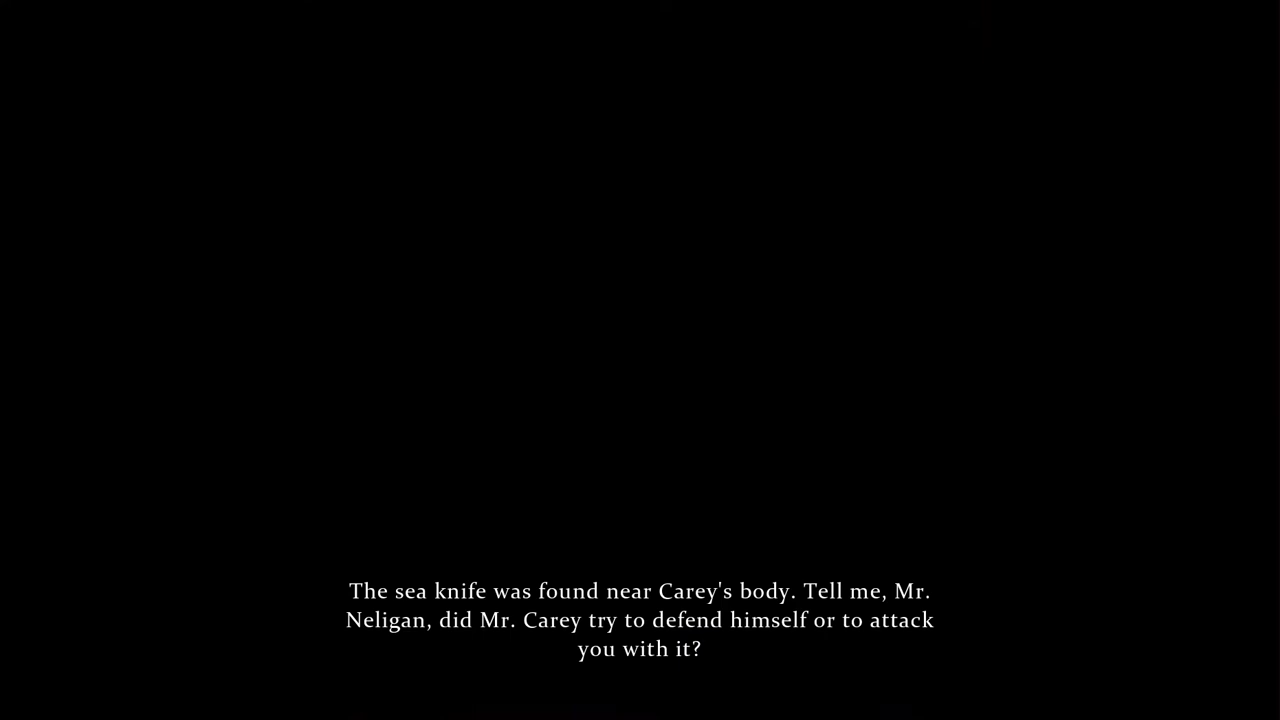 The sea knife was found near Carey's body. Tell me, Mr.
Neligan, did Mr. Carey try to defend himself or to attack
you with it?